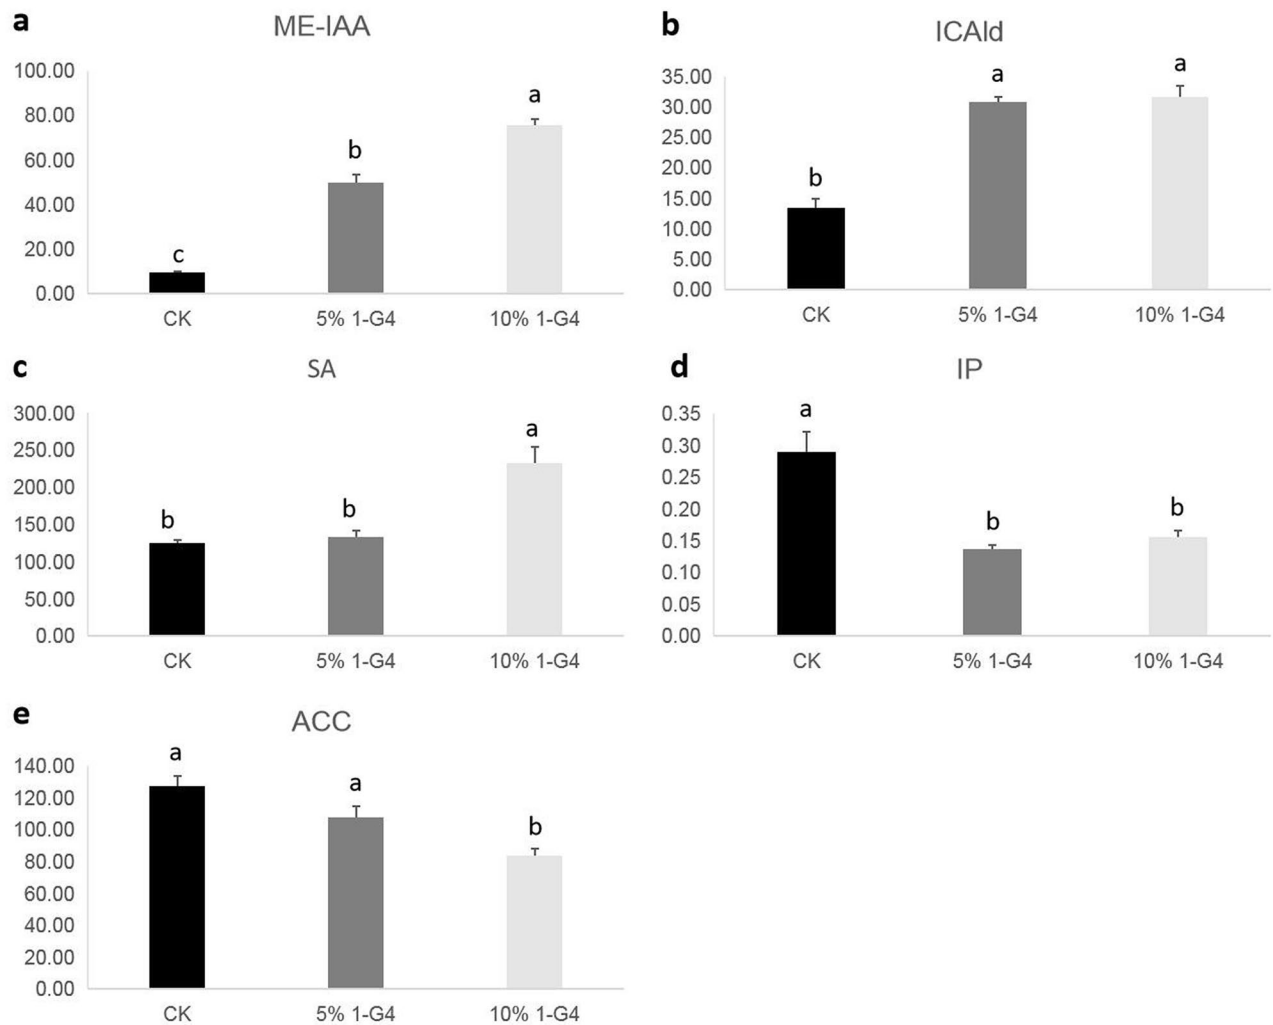 a
ME-IAA
100.00
80.00
60.00
40.00
20.00
0.00
c
b
a
CK 5% 1-G4 10% 1-G4
b
ICAld
35.00
30.00
25.00
20.00
15.00
10.00
5.00
0.00
b
a
a
CK 5% 1-G4 10% 1-G4
c
SA
300.00
250.00
200.00
150.00
100.00
50.00
0.00
b
b
a
CK 5% 1-G4 10% 1-G4
d
IP
0.35
0.30
0.25
0.20
0.15
0.10
0.05
0.00
a
b
b
CK 5% 1-G4 10% 1-G4
e
ACC
140.00
120.00
100.00
80.00
60.00
40.00
20.00
0.00
a
a
b
CK 5% 1-G4 10% 1-G4